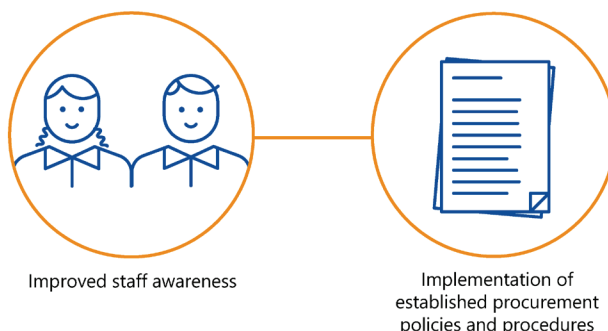 Improved staff awareness
Implementation of
established procurement
policies and procedures